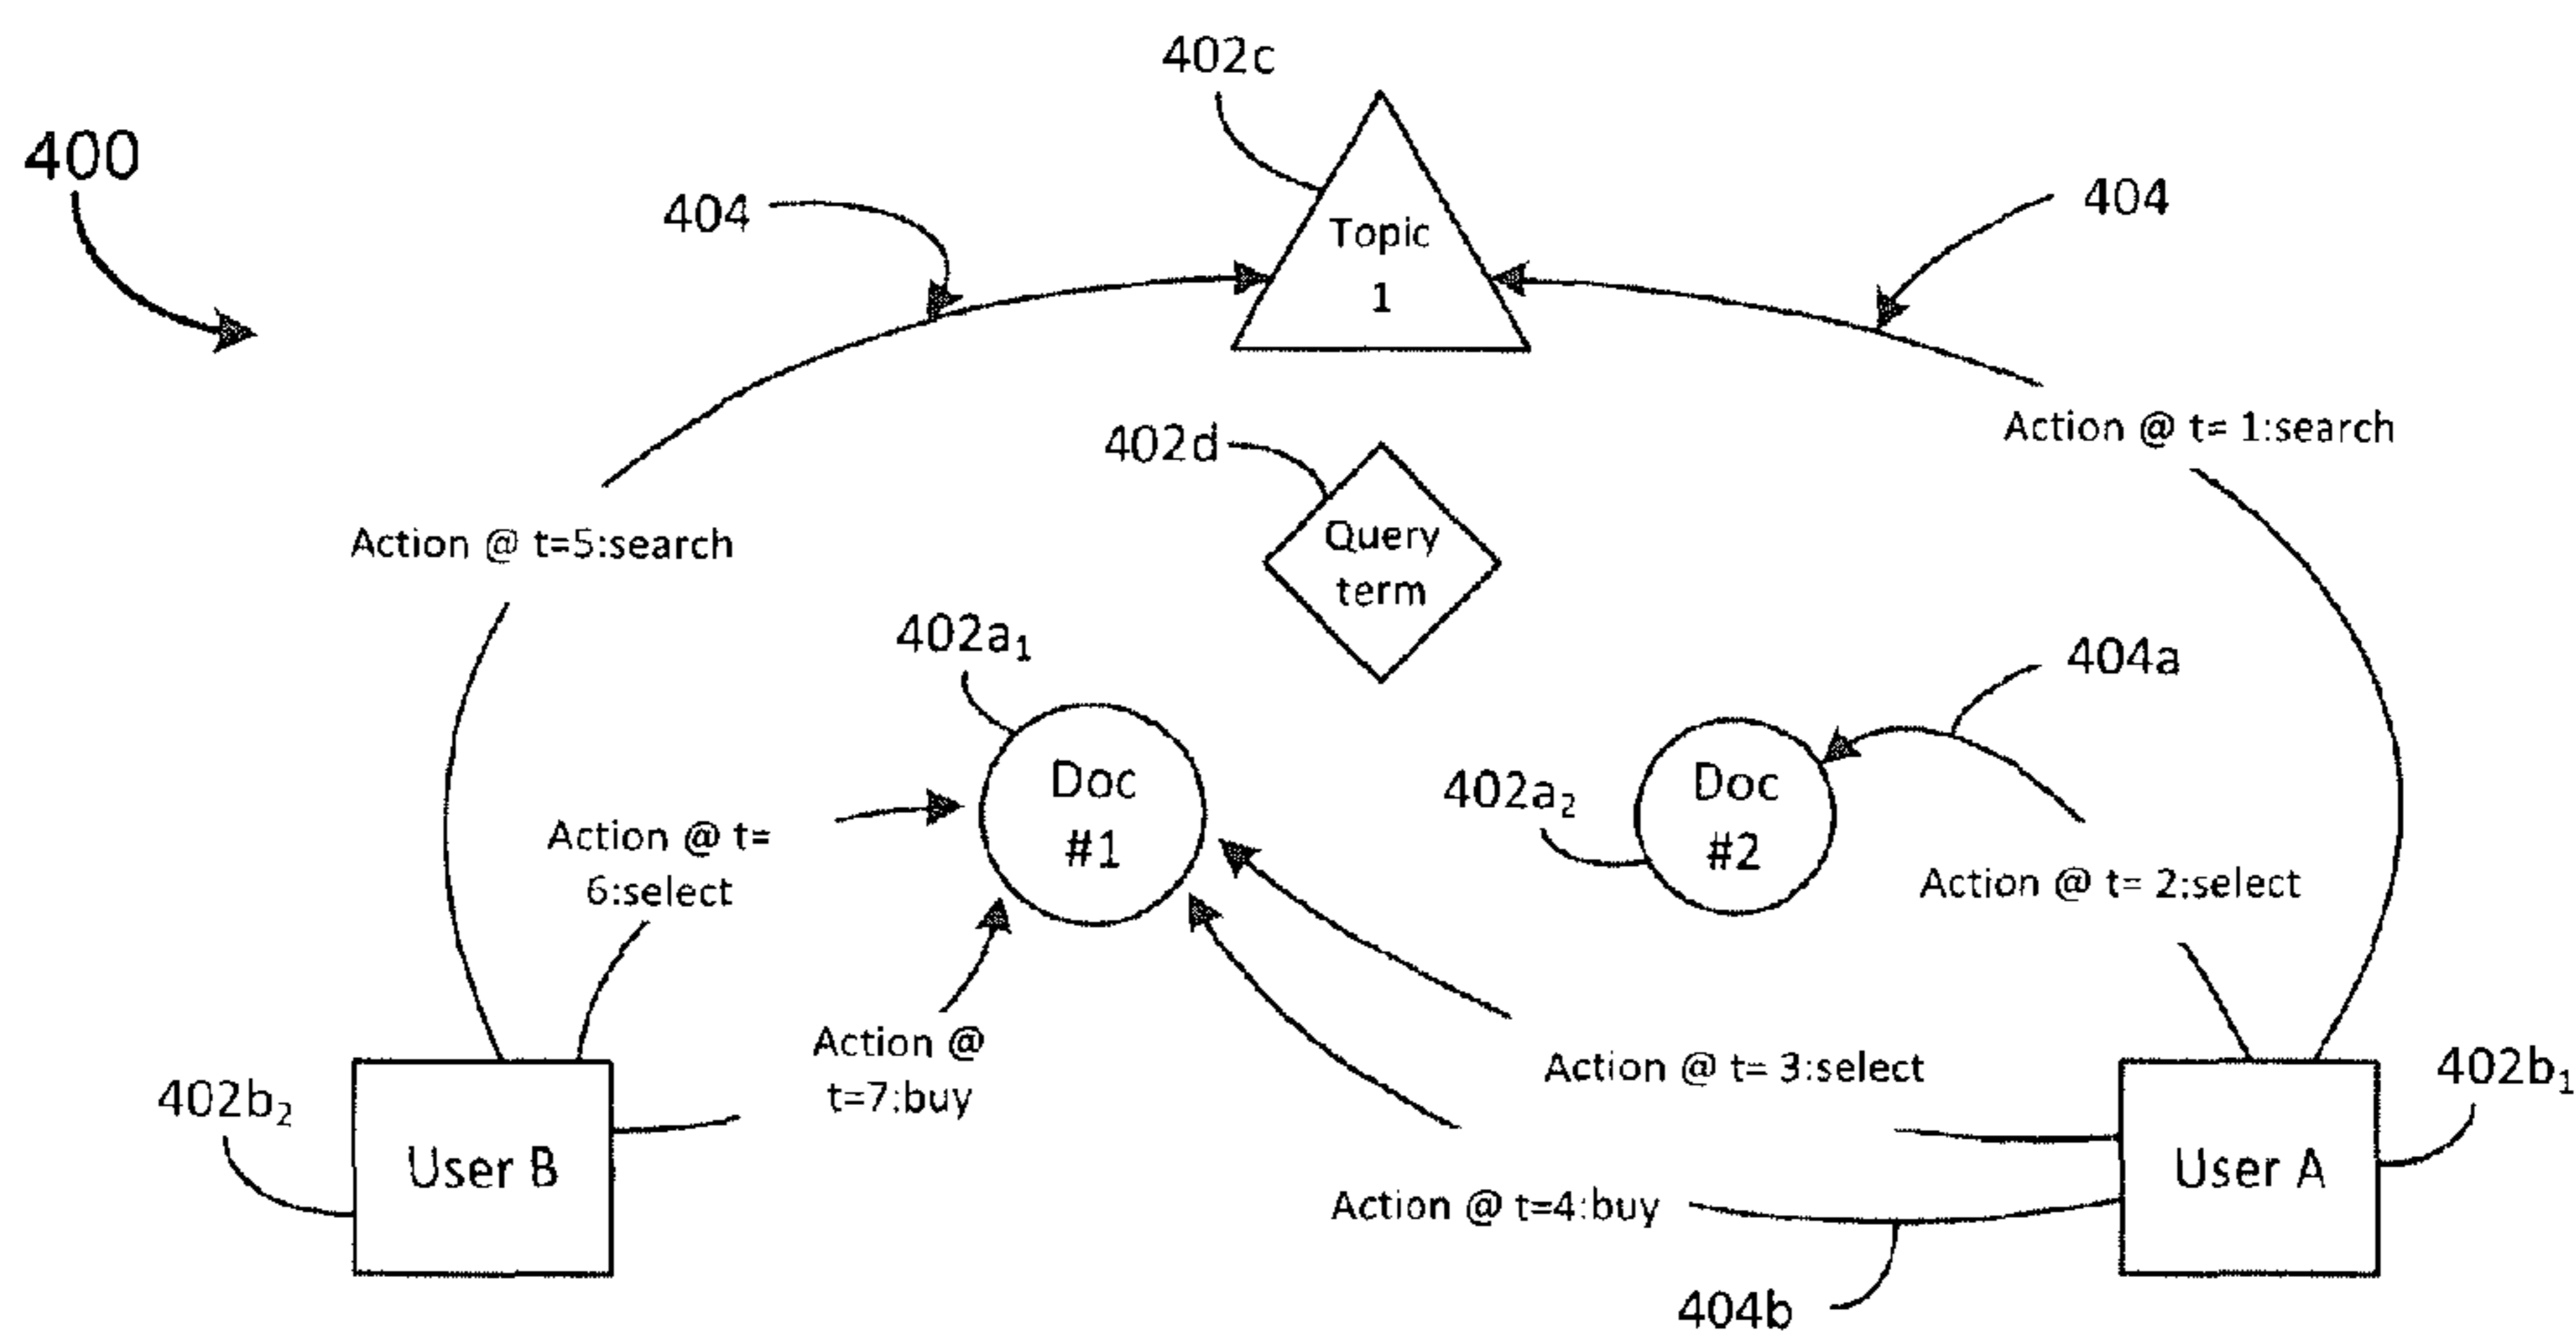 402c
400
404
404
Topic
1
Action @ t= 1:search
402d
Query
term
Action @ t=5:search
402a₁
404a
Doc
#1
402a₂
Doc
#2
Action @ t=
6:select
Action @ t= 2:select
Action @
t=7:buy
Action @ t= 3:select
402b₂
User B
402b₁
User A
Action @ t=4:buy
404b